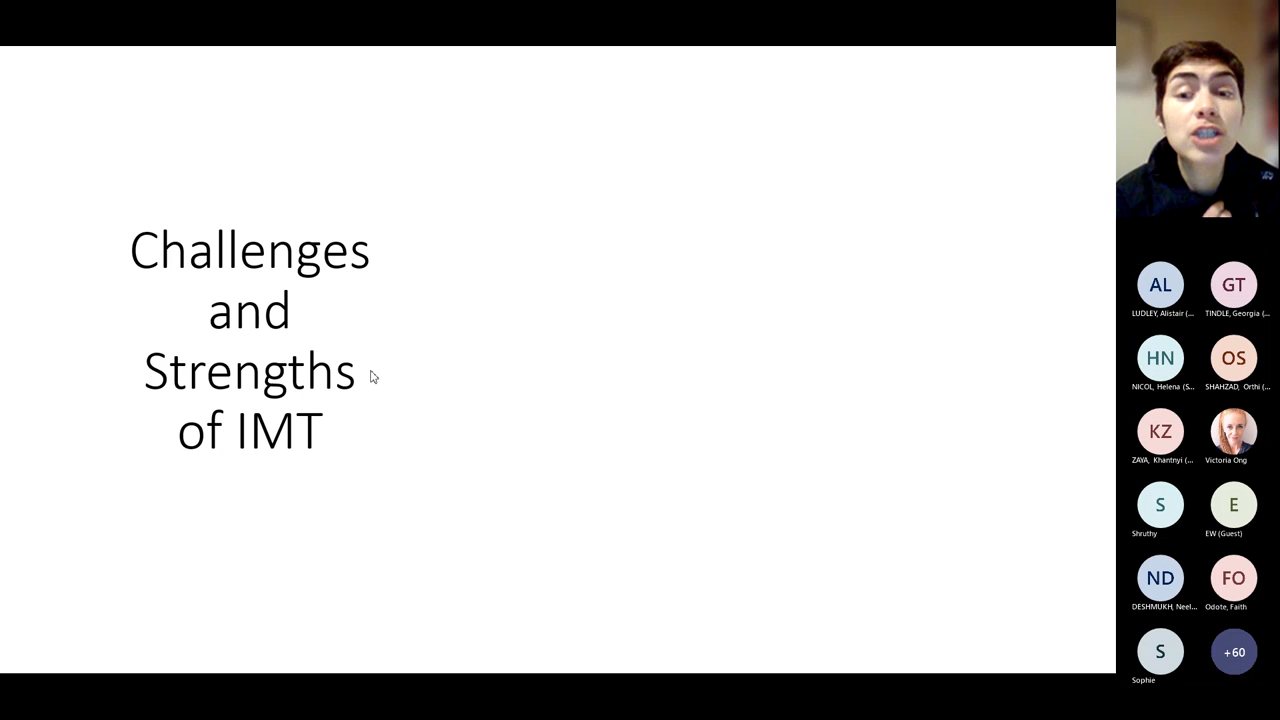 Challenges
and
Strengths
of IMT
AL
GT
LUDLEY, Alistair (...
TINDLE, Georgia (...
HN
OS
NICOL, Helena (S...
SHAHZAD, Orthi (...
KZ
ZAYA, Khantnyi (...
Victoria Ong
S
E
Shruthy
EW (Guest)
ND
FO
DESHMUKH, Neel...
Odote, Faith
S
+60
Sophie